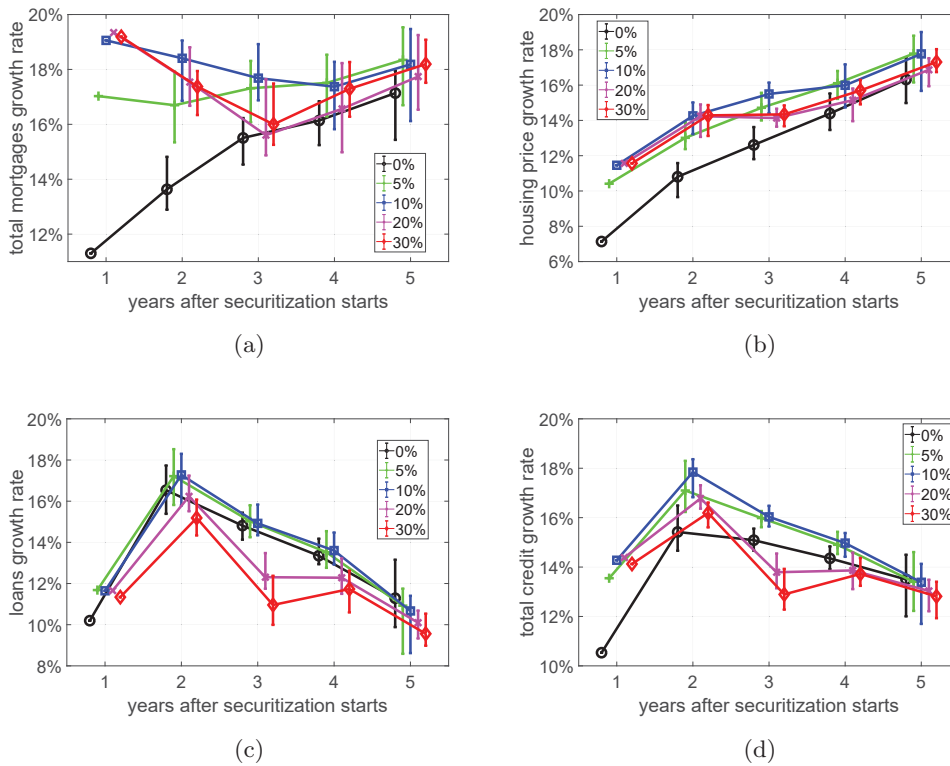 20%
18%
16%
14%
12%
total mortgages growth rate
0%
5%
10%
20%
30%
1 2 3 4 5
years after securitization starts
(a)
20%
18%
16%
14%
12%
10%
8%
6%
housing price growth rate
0%
5%
10%
20%
30%
1 2 3 4 5
years after securitization starts
(b)
20%
18%
16%
14%
12%
10%
8%
loans growth rate
0%
5%
10%
20%
30%
1 2 3 4 5
years after securitization starts
(c)
20%
18%
16%
14%
12%
10%
total credit growth rate
0%
5%
10%
20%
30%
1 2 3 4 5
years after securitization starts
(d)